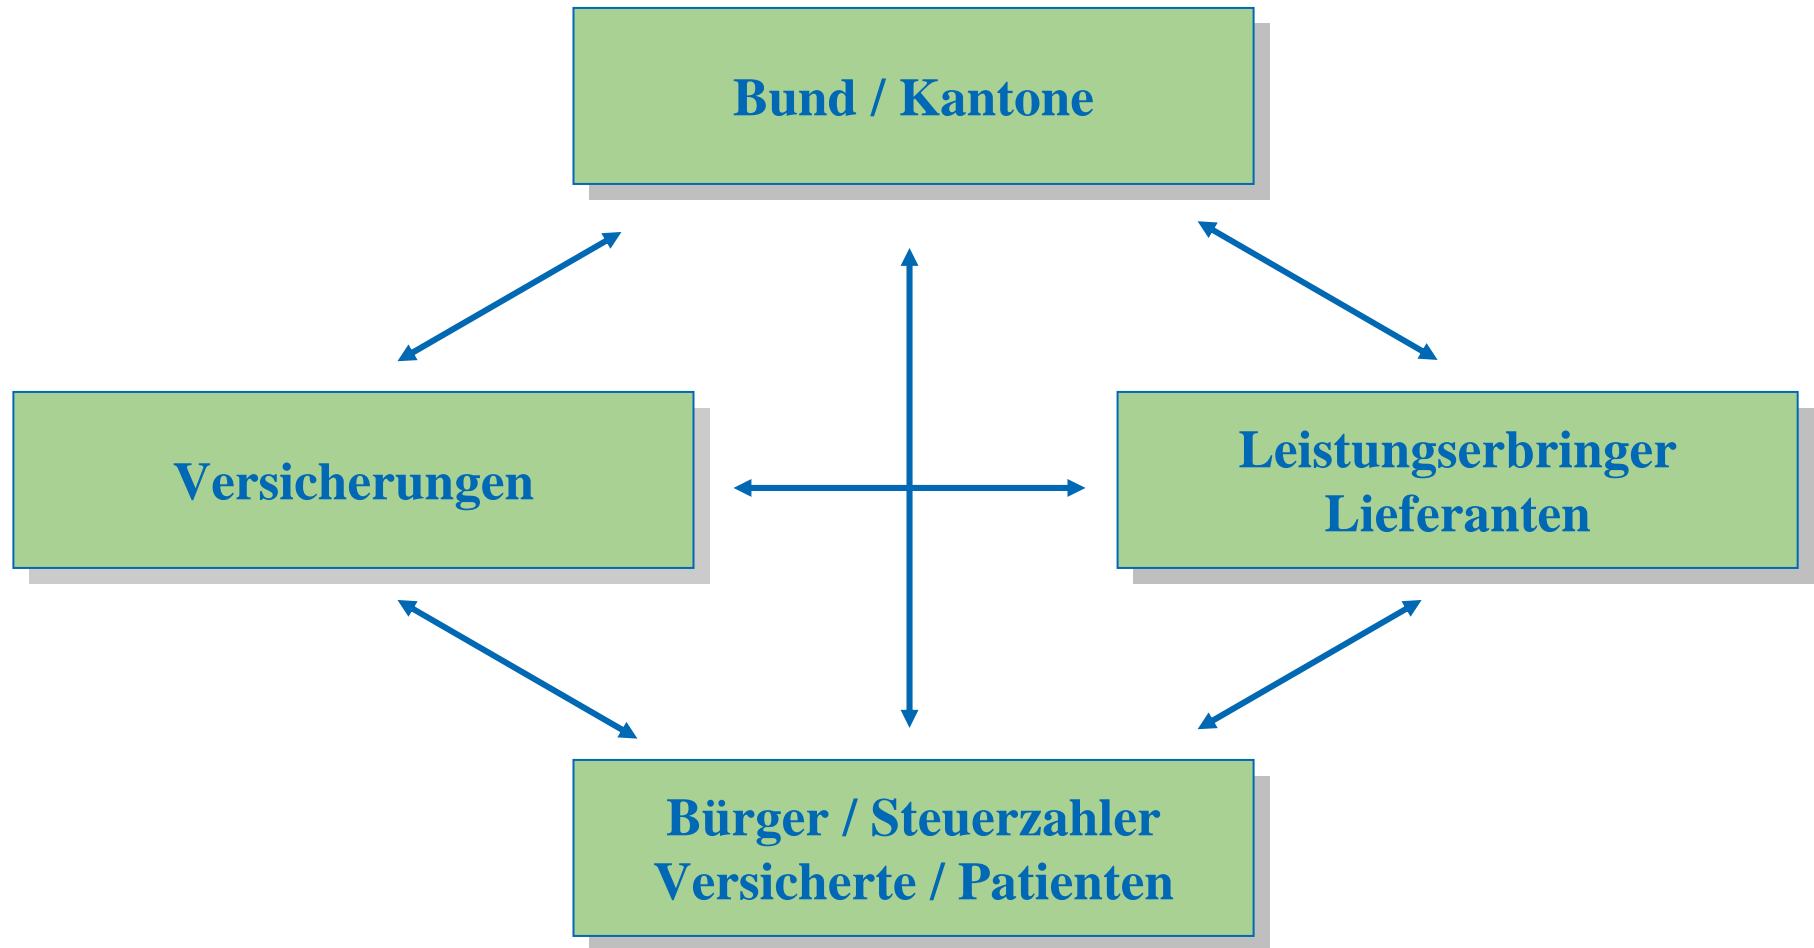 Bund / Kantone
Versicherungen
Leistungserbringer
Lieferanten
Bürger / Steuerzahler
Versicherte / Patienten